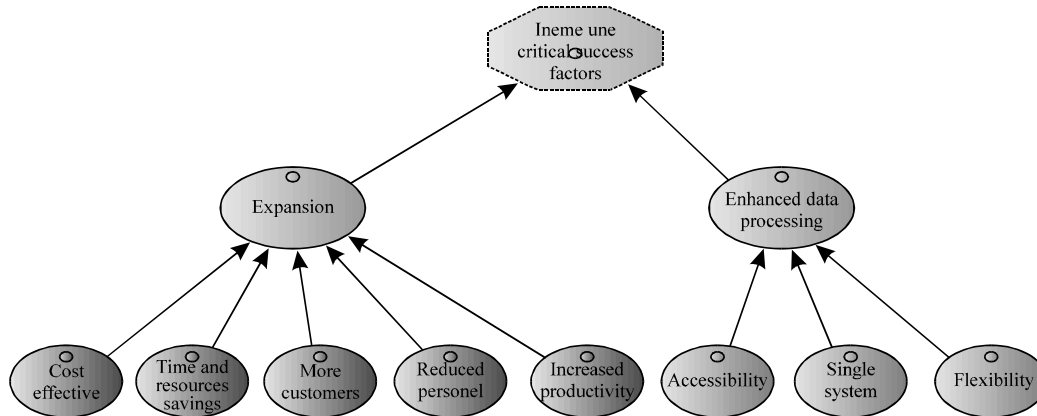 Ineme une
critical success
factors
Expansion
Enhanced data
processing
Cost
effective
Time and
resources
savings
More
customers
Reduced
personel
Increased
productivity
Accessibility
Single
system
Flexibility